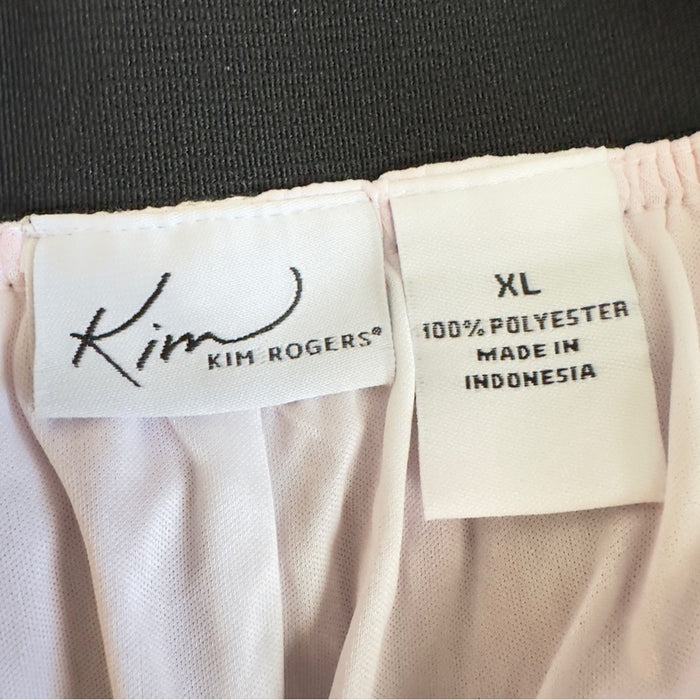 Kim
KIM ROGERS®
XL
100% POLYESTER
MADE IN
INDONESIA